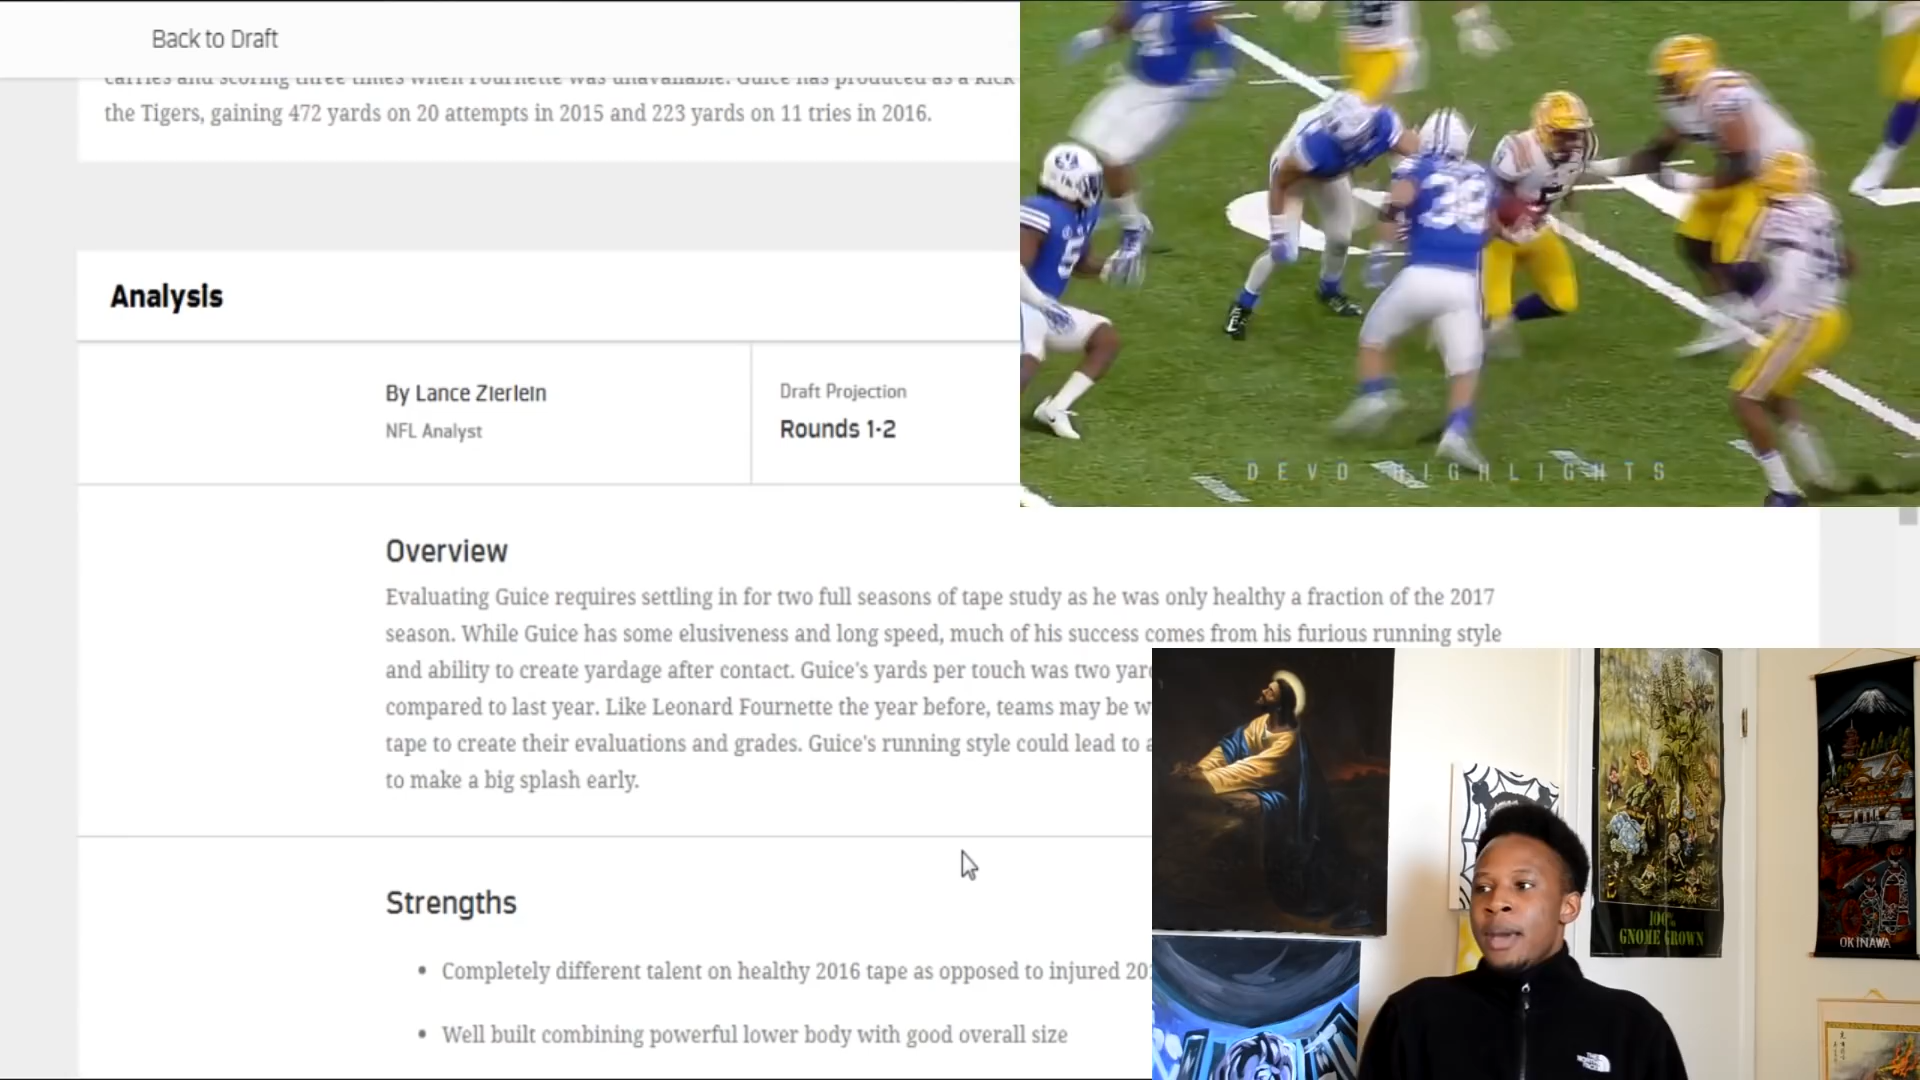 Back to Draft
carries and scoring three times when Fournette was unavailable. Guice has produced as a kick
the Tigers, gaining 472 yards on 20 attempts in 2015 and 223 yards on 11 tries in 2016.
4
38
5
5
DEVO HIGHLIGHTS
Analysis
By Lance Zierlein
NFL Analyst
Draft Projection
Rounds 1-2
Overview
Evaluating Guice requires settling in for two full seasons of tape study as he was only healthy a fraction of the 2017
season. While Guice has some elusiveness and long speed, much of his success comes from his furious running style
and ability to create yardage after contact. Guice's yards per touch was two yar
compared to last year. Like Leonard Fournette the year before, teams may be w
tape to create their evaluations and grades. Guice's running style could lead to a
to make a big splash early.
Strengths
Completely different talent on healthy 2016 tape as opposed to injured 20
Well built combining powerful lower body with good overall size
100%
GNOME GROWN
OKINAWA
THE NORTH FACE